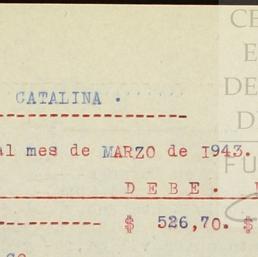 CATALINA .
al mes de MARZO de 1943.
D E B E .
$ 526,70. $